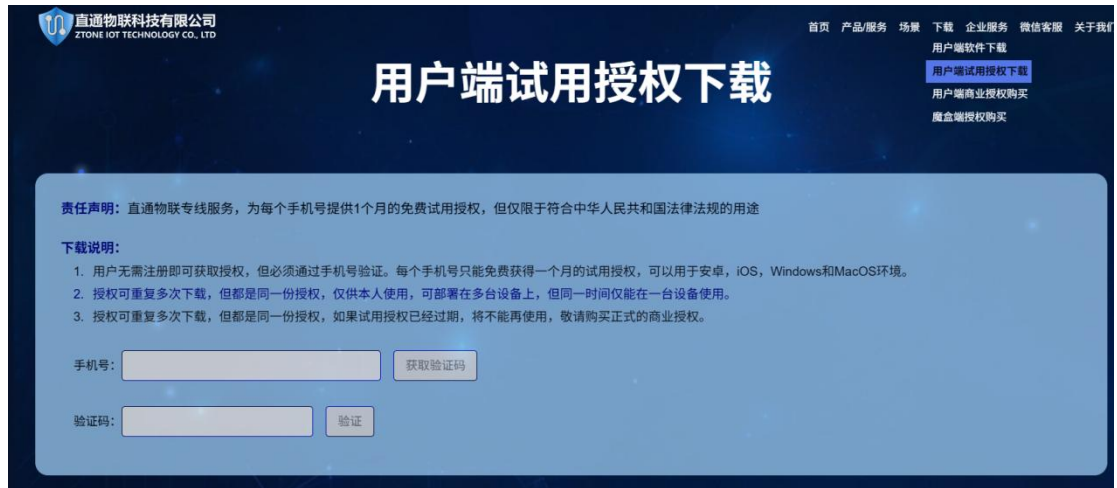 直通物联科技有限公司
ZTONE IOT TECHNOLOGY CO., LTD
首页 产品/服务 场景 下载 企业服务 微信客服 关于我们
用户端软件下载
用户端试用授权下载
用户端商业授权购买
魔盒端授权购买
用户端试用授权下载
责任声明：直通物联专线服务，为每个手机号提供1个月的免费试用授权，但仅限于符合中华人民共和国法律法规的用途
下载说明：
1. 用户无需注册即可获取授权，但必须通过手机号验证。每个手机号只能免费获得一个月的试用授权，可以用于安卓，iOS，Windows和MacOS环境。
2. 授权可重复多次下载，但都是同一份授权，仅供本人使用，可部署在多台设备上，但同一时间仅能在一台设备使用。
3. 授权可重复多次下载，但都是同一份授权，如果试用授权已经过期，将不能再使用，敬请购买正式的商业授权。
手机号： 获取验证码
验证码： 验证